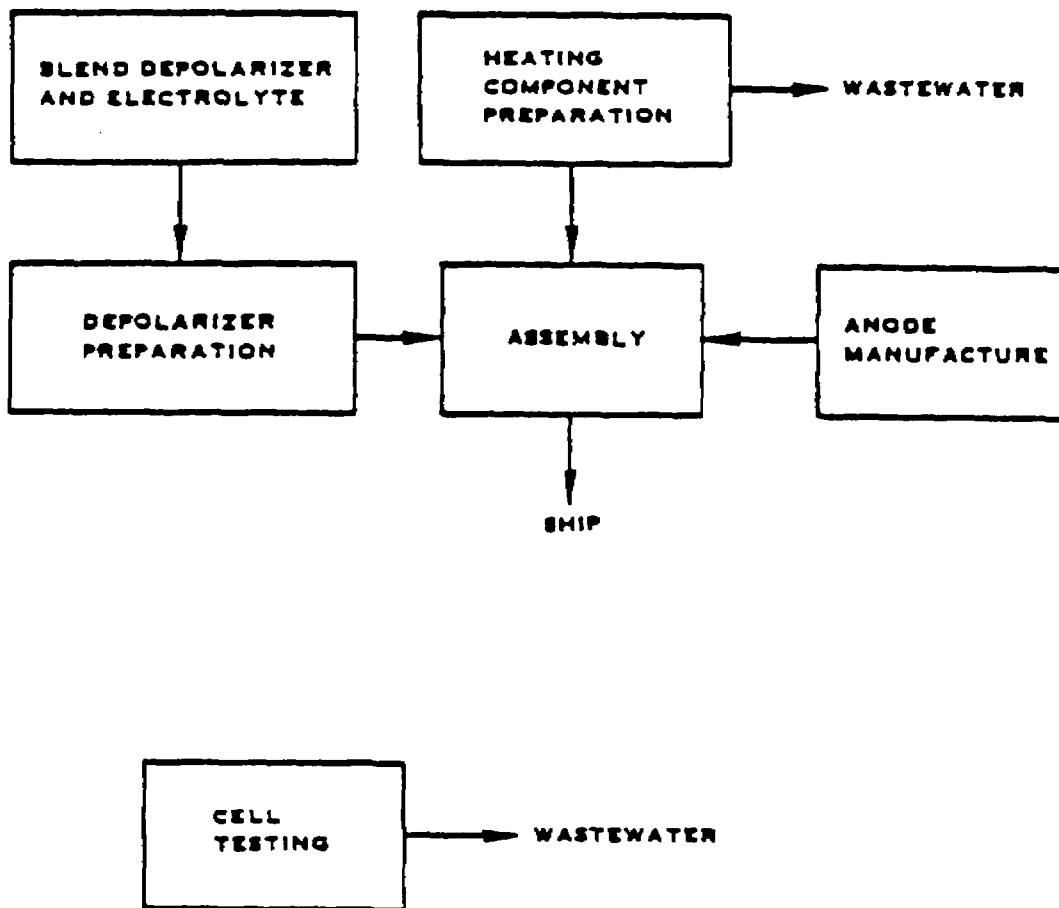 BLEND DEPOLARIZER
AND ELECTROLYTE
HEATING
COMPONENT
PREPARATION
WASTEWATER
DEPOLARIZER
PREPARATION
ASSEMBLY
ANODE
MANUFACTURE
SHIP
CELL
TESTING
WASTEWATER